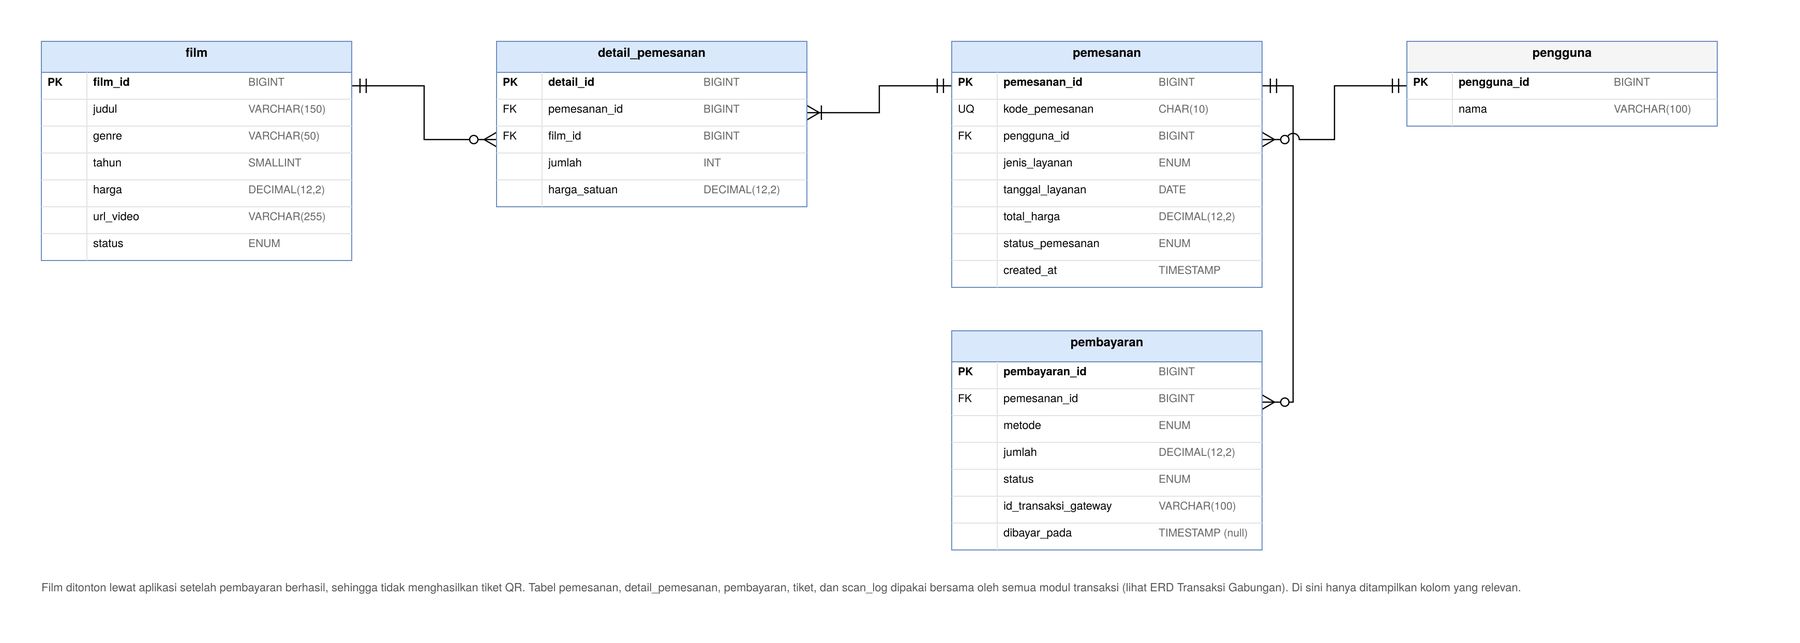 film
PK film_id BIGINT
judul VARCHAR(150)
genre VARCHAR(50)
tahun SMALLINT
harga DECIMAL(12,2)
url_video VARCHAR(255)
status ENUM
detail_pemesanan
PK detail_id BIGINT
FK pemesanan_id BIGINT
FK film_id BIGINT
jumlah INT
harga_satuan DECIMAL(12,2)
pemesanan
PK pemesanan_id BIGINT
UQ kode_pemesanan CHAR(10)
FK pengguna_id BIGINT
jenis_layanan ENUM
tanggal_layanan DATE
total_harga DECIMAL(12,2)
status_pemesanan ENUM
created_at TIMESTAMP
pengguna
PK pengguna_id BIGINT
nama VARCHAR(100)
pembayaran
PK pembayaran_id BIGINT
FK pemesanan_id BIGINT
metode ENUM
jumlah DECIMAL(12,2)
status ENUM
id_transaksi_gateway VARCHAR(100)
dibayar_pada TIMESTAMP (null)
Film ditonton lewat aplikasi setelah pembayaran berhasil, sehingga tidak menghasilkan tiket QR. Tabel pemesanan, detail_pemesanan, pembayaran, tiket, dan scan_log dipakai bersama oleh semua modul transaksi (lihat ERD Transaksi Gabungan). Di sini hanya ditampilkan kolom yang relevan.